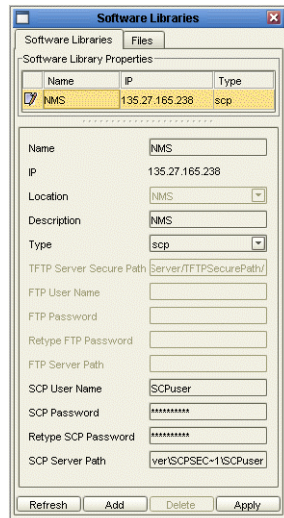 Software Libraries
Software Libraries Files
Software Library Properties
Name IP Type
NMS 135.27.165.238 scp
Name NMS
IP 135.27.165.238
Location NMS
Description NMS
Type scp
TFTP Server Secure Path Server/TFTPSecurePath/
FTP User Name
FTP Password
Retype FTP Password
FTP Server Path
SCP User Name SCPuser
SCP Password **********
Retype SCP Password **********
SCP Server Path ver\SCPSEC~1\SCPuser
Refresh Add Delete Apply